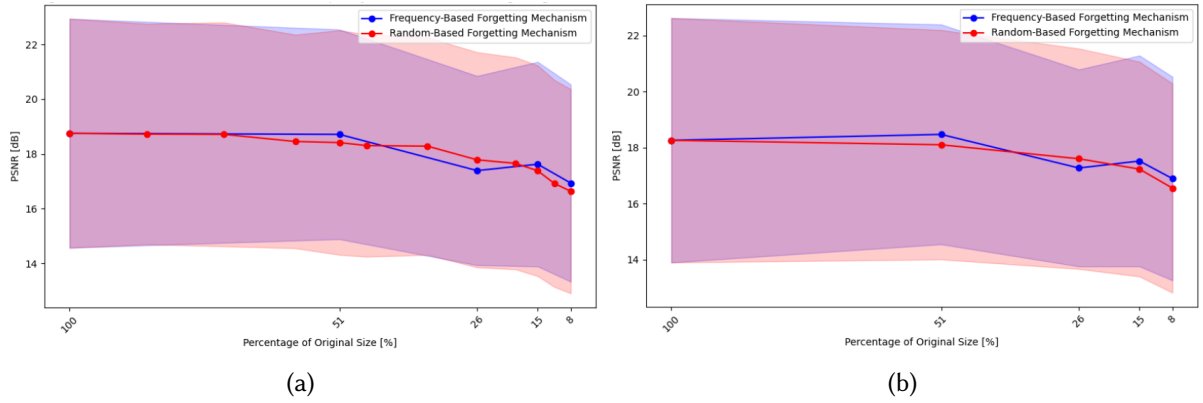 Frequency-Based Forgetting Mechanism
Random-Based Forgetting Mechanism
22
20
18
16
14
PSNR [dB]
100
51
26
15
8
Percentage of Original Size [%]
(a)
Frequency-Based Forgetting Mechanism
Random-Based Forgetting Mechanism
22
20
18
16
14
PSNR [dB]
100
51
26
15
8
Percentage of Original Size [%]
(b)